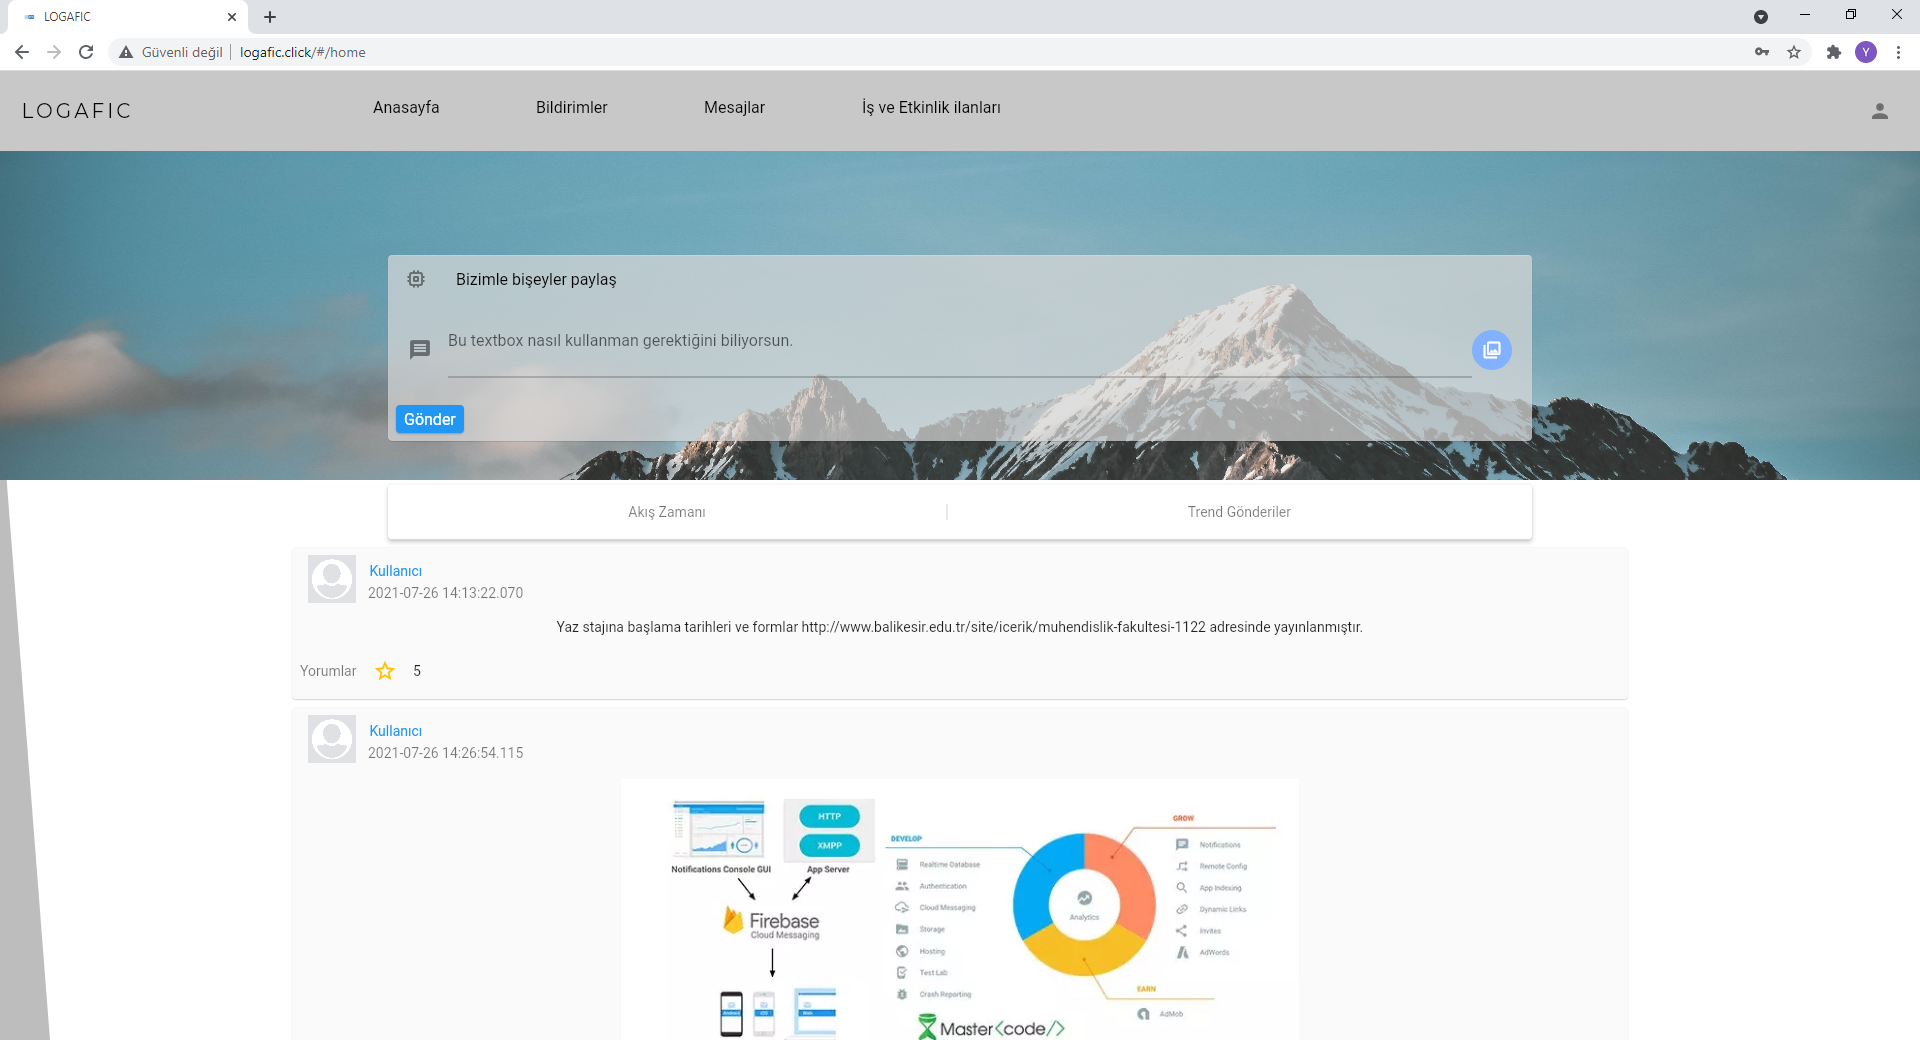 LOGAFIC
Güvenli değil
logafic.click/#/home
Y
LOGAFIC
Anasayfa
Bildirimler
Mesajlar
İş ve Etkinlik ilanları
Bizimle bişeyler paylaş
Bu textbox nasıl kullanman gerektiğini biliyorsun.
Gönder
Akış Zamanı
Trend Gönderiler
Kullanıcı
2021-07-26 14:13:22.070
Yaz stajına başlama tarihleri ve formlar http://www.balikesir.edu.tr/site/icerik/muhendislik-fakultesi-1122 adresinde yayınlanmıştır.
Yorumlar
5
Kullanıcı
2021-07-26 14:26:54.115
HTTP
XMPP
Notifications Console GUI
App Server
Firebase
Cloud Messaging
Android
iOS
Web
DEVELOP
Realtime Database
Authentication
Cloud Messaging
Storage
Hosting
Test Lab
Crash Reporting
Analytics
GROW
Notifications
Remote Config
App Indexing
Dynamic Links
Invites
AdWords
EARN
AdMob
Master<code/>